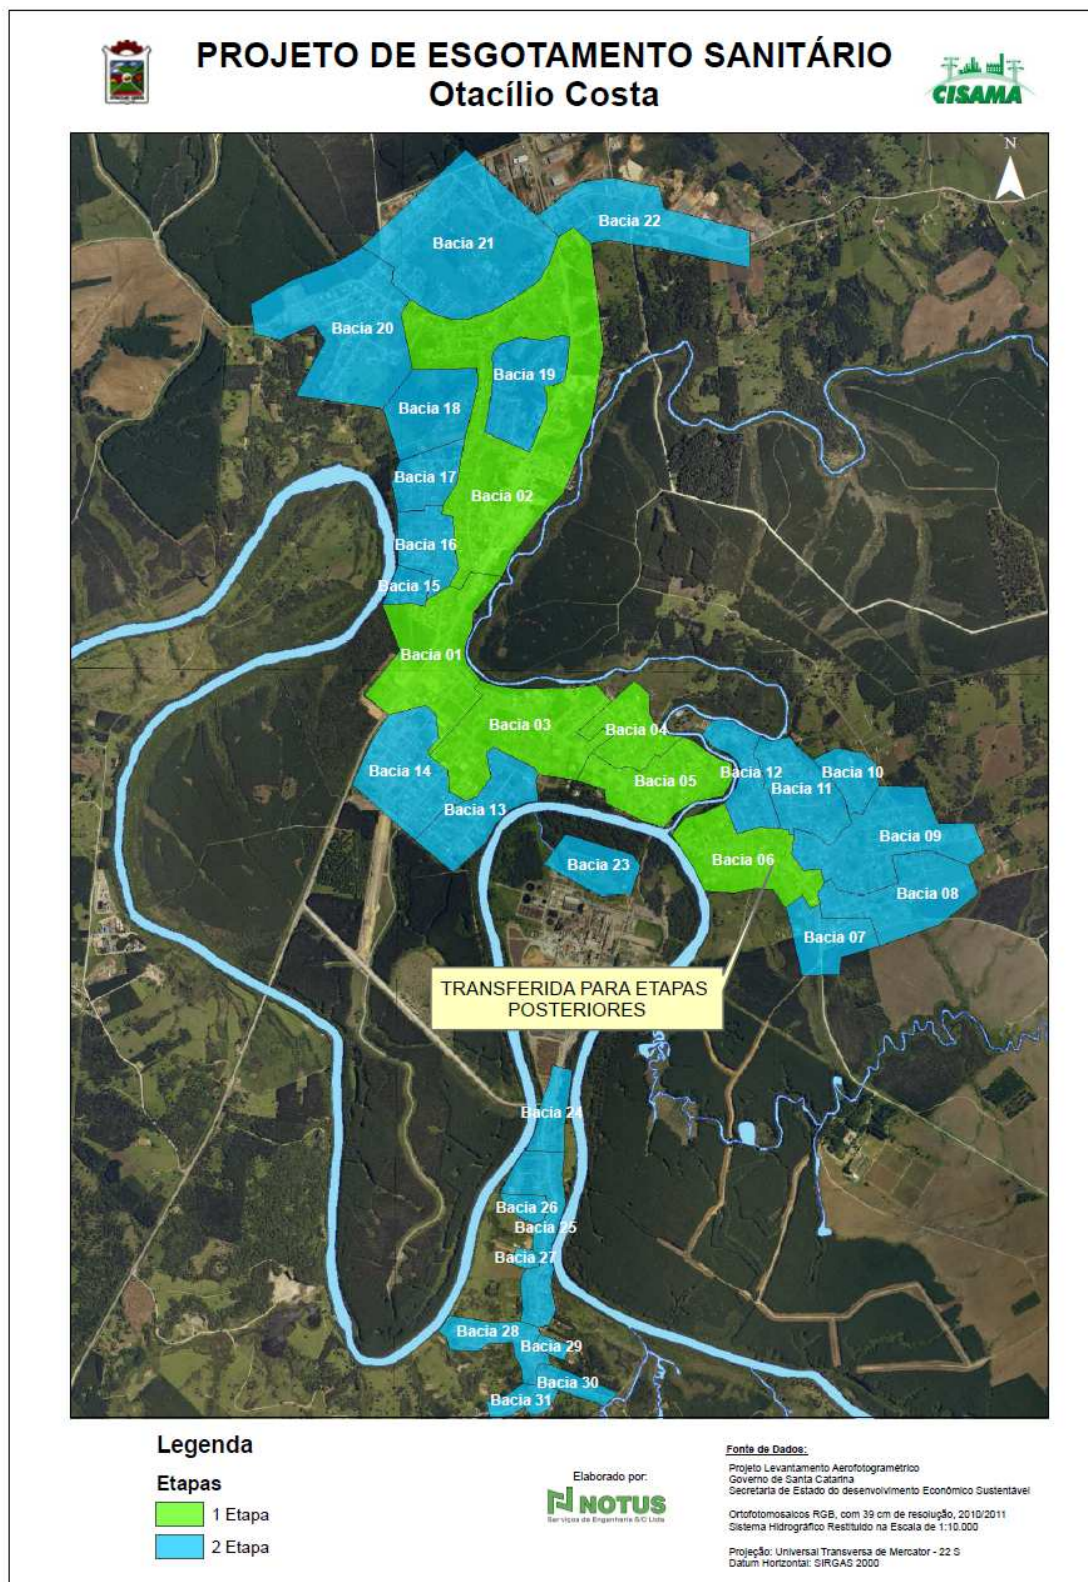 PROJETO DE ESGOTAMENTO SANITÁRIO
Otacílio Costa
CISAMA
N
Bacia 22
Bacia 21
Bacia 20
Bacia 19
Bacia 18
Bacia 17
Bacia 02
Bacia 16
Bacia 15
Bacia 01
Bacia 03
Bacia 04
Bacia 14
Bacia 05
Bacia 12
Bacia 10
Bacia 11
Bacia 13
Bacia 09
Bacia 06
Bacia 23
Bacia 08
Bacia 07
TRANSFERIDA PARA ETAPAS
POSTERIORES
Bacia 24
Bacia 26
Bacia 25
Bacia 27
Bacia 28
Bacia 29
Bacia 30
Bacia 31
Legenda
Etapas
1 Etapa
2 Etapa
Elaborado por:
NOTUS
Serviços de Engenharia S/C Ltda
Fonte de Dados:
Projeto Levantamento Aerofotogramétrico
Governo de Santa Catarina
Secretaria de Estado do desenvolvimento Econômico Sustentável
Ortofotomosaicos RGB, com 39 cm de resolução, 2010/2011
Sistema Hidrográfico Restituído na Escala de 1:10.000
Projeção: Universal Transversa de Mercator - 22 S
Datum Horizontal: SIRGAS 2000